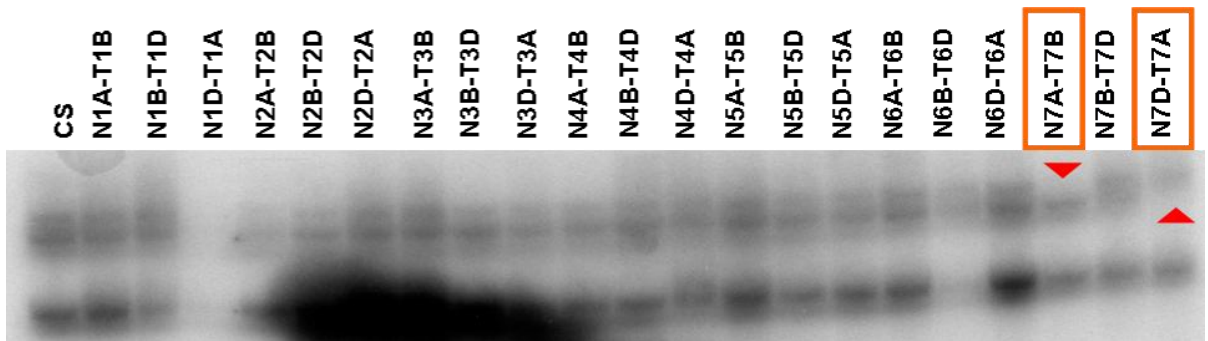 CS
N1A-T1B
N1B-T1D
N1D-T1A
N2A-T2B
N2B-T2D
N2D-T2A
N3A-T3B
N3B-T3D
N3D-T3A
N4A-T4B
N4B-T4D
N4D-T4A
N5A-T5B
N5B-T5D
N5D-T5A
N6A-T6B
N6B-T6D
N6D-T6A
N7A-T7B
N7B-T7D
N7D-T7A